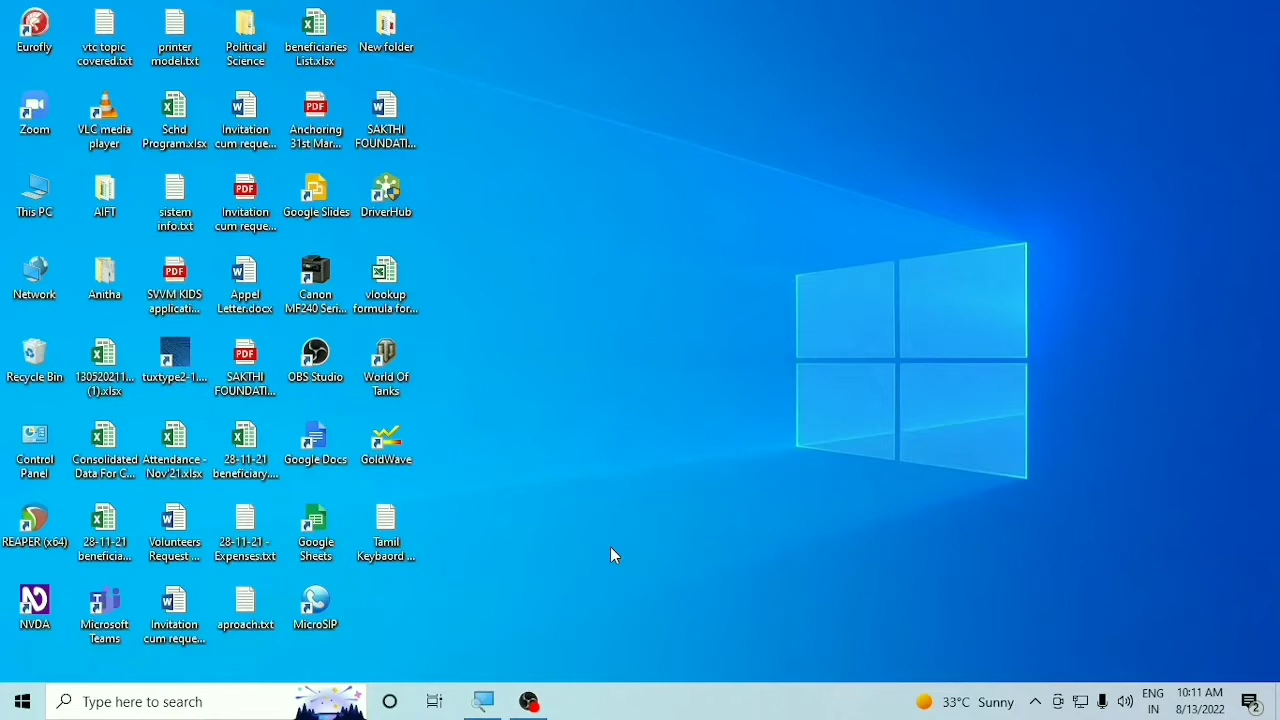 Eurofly
vtc topic
covered.txt
printer
model.txt
Political
Science
beneficiaries
List.xlsx
New folder
Zoom
VLC media
player
Schd
Program.xlsx
Invitation
cum reque...
PDF
Anchoring
31st Mar...
SAKTHI
FOUNDATI...
This PC
AIFT
sistem
info.txt
PDF
Invitation
cum reque...
Google Slides
DriverHub
Network
Anitha
PDF
SVVM KIDS
applicati...
Appel
Letter.docx
Canon
MF240 Seri...
vlookup
formula for...
Recycle Bin
130520211...
(1).xlsx
tuxtype2-1....
PDF
SAKTHI
FOUNDATI...
OBS Studio
World Of
Tanks
Control
Panel
Consolidated
Data For C...
Attendance -
Nov'21.xlsx
28-11-21
beneficiary....
Google Docs
GoldWave
REAPER (x64)
28-11-21
beneficia...
Volunteers
Request ...
28-11-21 -
Expenses.txt
Google
Sheets
Tamil
Keybaord ...
NVDA
Microsoft
Teams
Invitation
cum reque...
aproach.txt
MicroSIP
Type here to search
33°C Sunny
ENG
IN
10:11 AM
8/13/2022
2